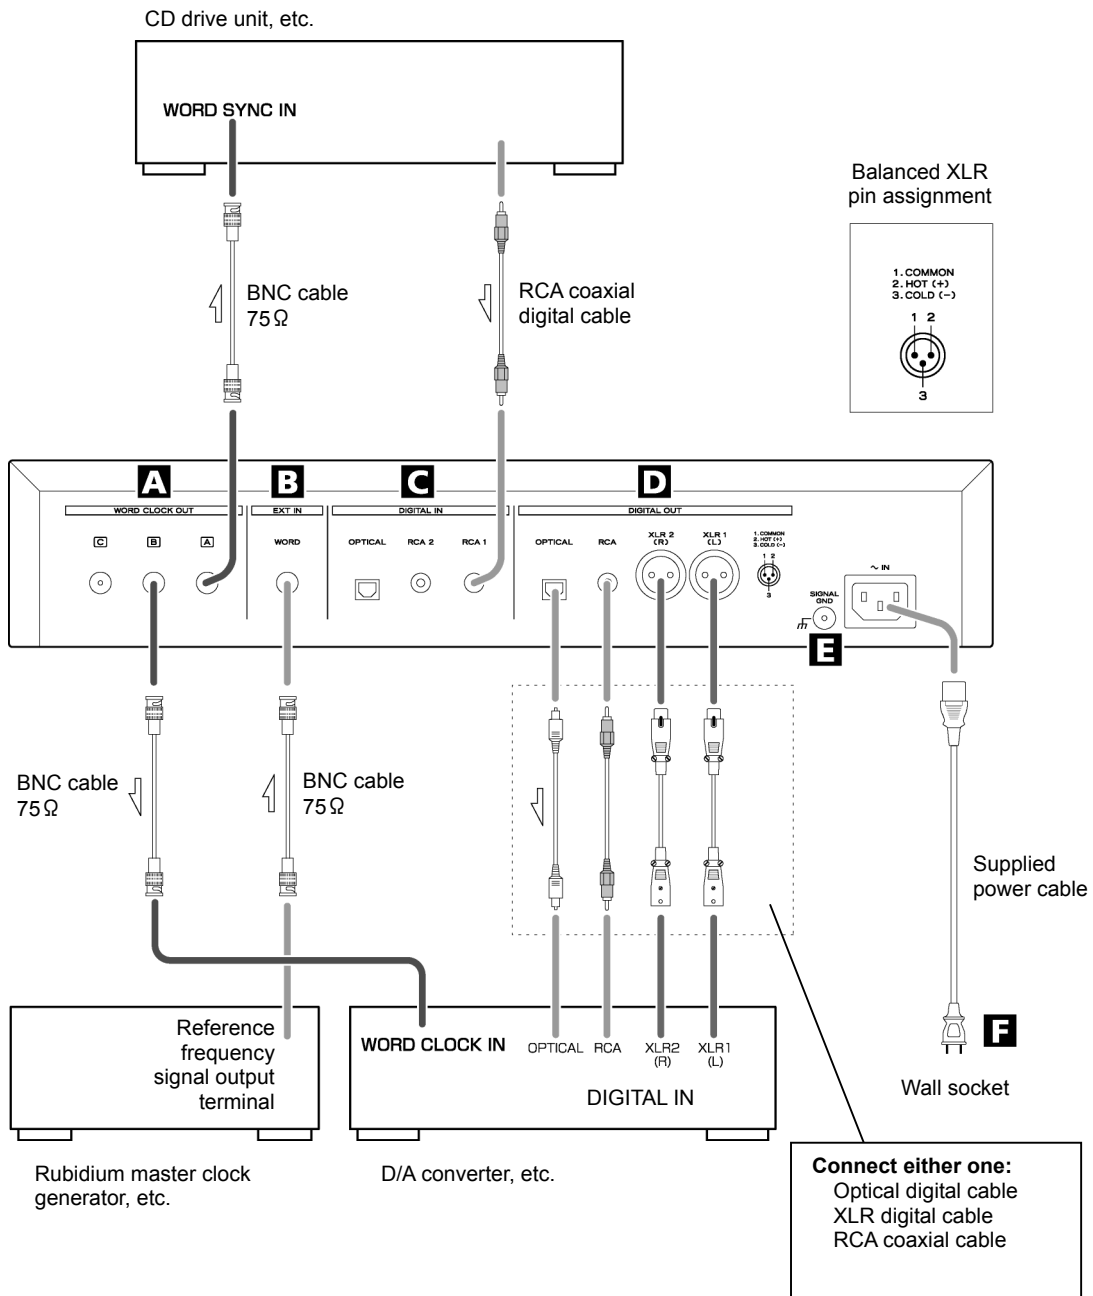 CD drive unit, etc.
WORD SYNC IN
Balanced XLR
pin assignment
1. COMMON
2. HOT (+)
3. COLD (−)
1 2
3
BNC cable
75Ω
RCA coaxial
digital cable
A
B
C
D
WORD CLOCK OUT
EXT IN
DIGITAL IN
DIGITAL OUT
C
B
A
WORD
OPTICAL
RCA 2
RCA 1
OPTICAL
RCA
XLR 2
(R)
XLR 1
(L)
1. COMMON
2. HOT (+)
3. COLD (−)
1 2
3
∼ IN
SIGNAL
GND
E
BNC cable
75Ω
BNC cable
75Ω
Supplied
power cable
F
Wall socket
Reference
frequency
signal output
terminal
WORD CLOCK IN
OPTICAL
RCA
XLR2
(R)
XLR1
(L)
DIGITAL IN
Rubidium master clock
generator, etc.
D/A converter, etc.
Connect either one:
Optical digital cable
XLR digital cable
RCA coaxial cable